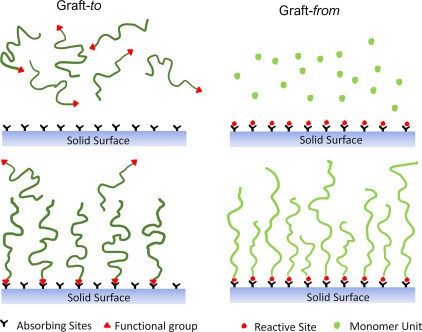 Graft-to
Graft-from
Solid Surface
Solid Surface
Solid Surface
Solid Surface
Absorbing Sites
Functional group
Reactive Site
Monomer Unit